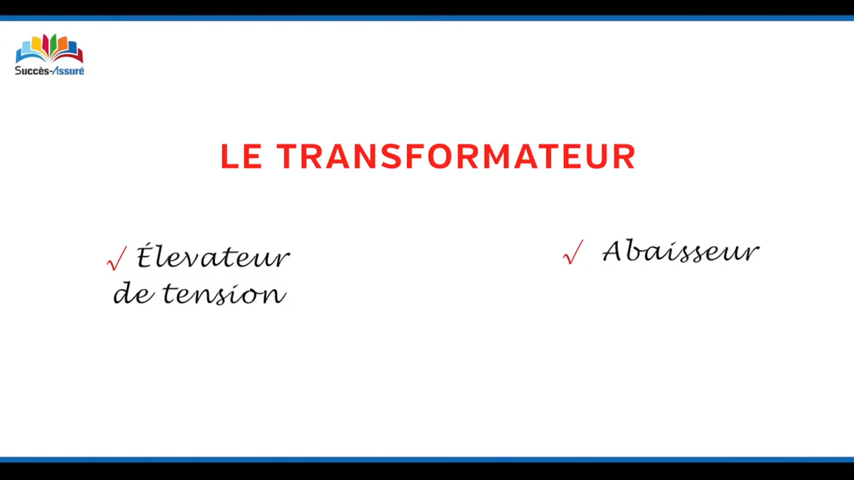 Succès-Assuré
LE TRANSFORMATEUR
√ Élevateur
de tension
√ Abaisseur